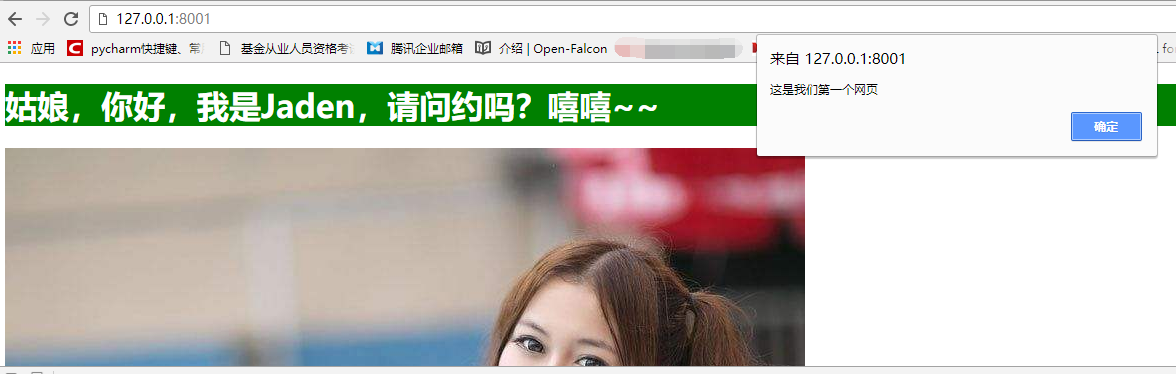 127.0.0.1:8001
应用 pycharm快捷键、常 基金从业人员资格考 腾讯企业邮箱 介绍 | Open-Falcon
来自 127.0.0.1:8001
这是我们第一个网页
确定
姑娘，你好，我是Jaden，请问约吗？嘻嘻~~